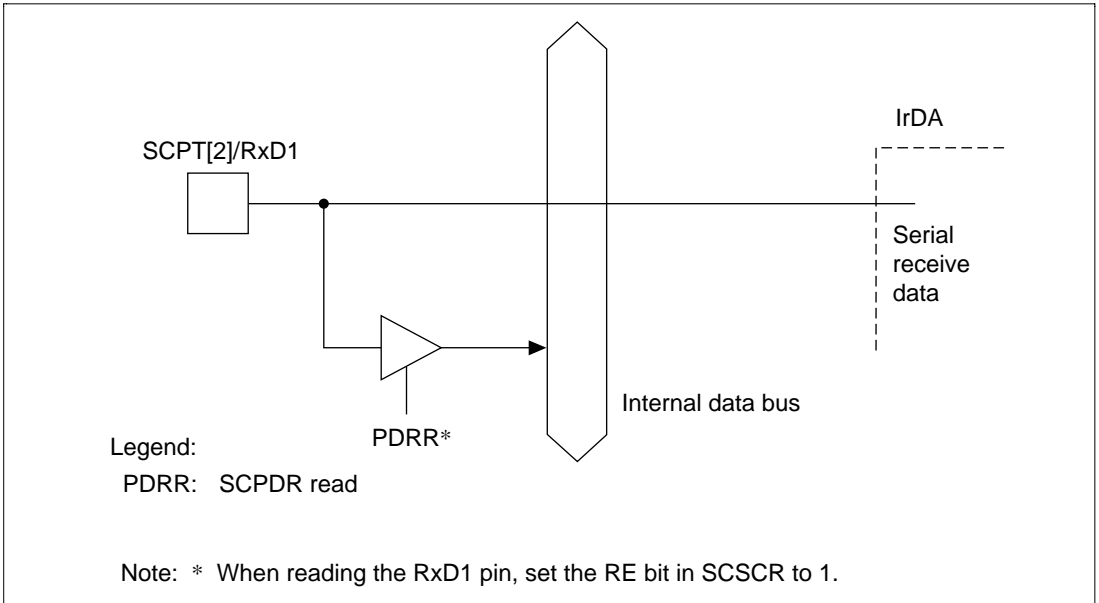 IrDA
SCPT[2]/RxD1
Serial
receive
data
Internal data bus
PDRR*
Legend:
PDRR: SCPDR read
Note: * When reading the RxD1 pin, set the RE bit in SCSCR to 1.